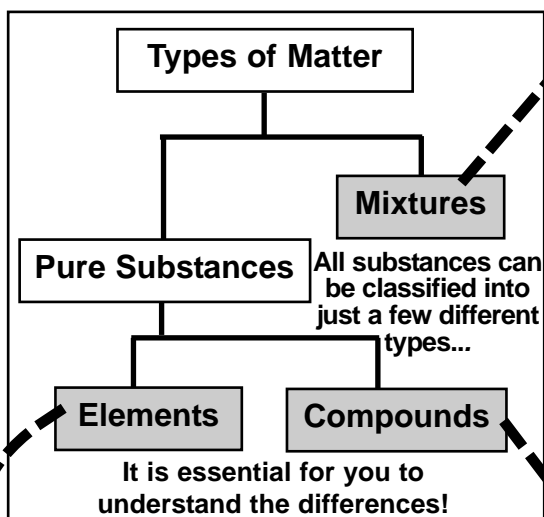 Types of Matter
Mixtures
Pure Substances
All substances can
be classified into
just a few different
types...
Elements
Compounds
It is essential for you to
understand the differences!